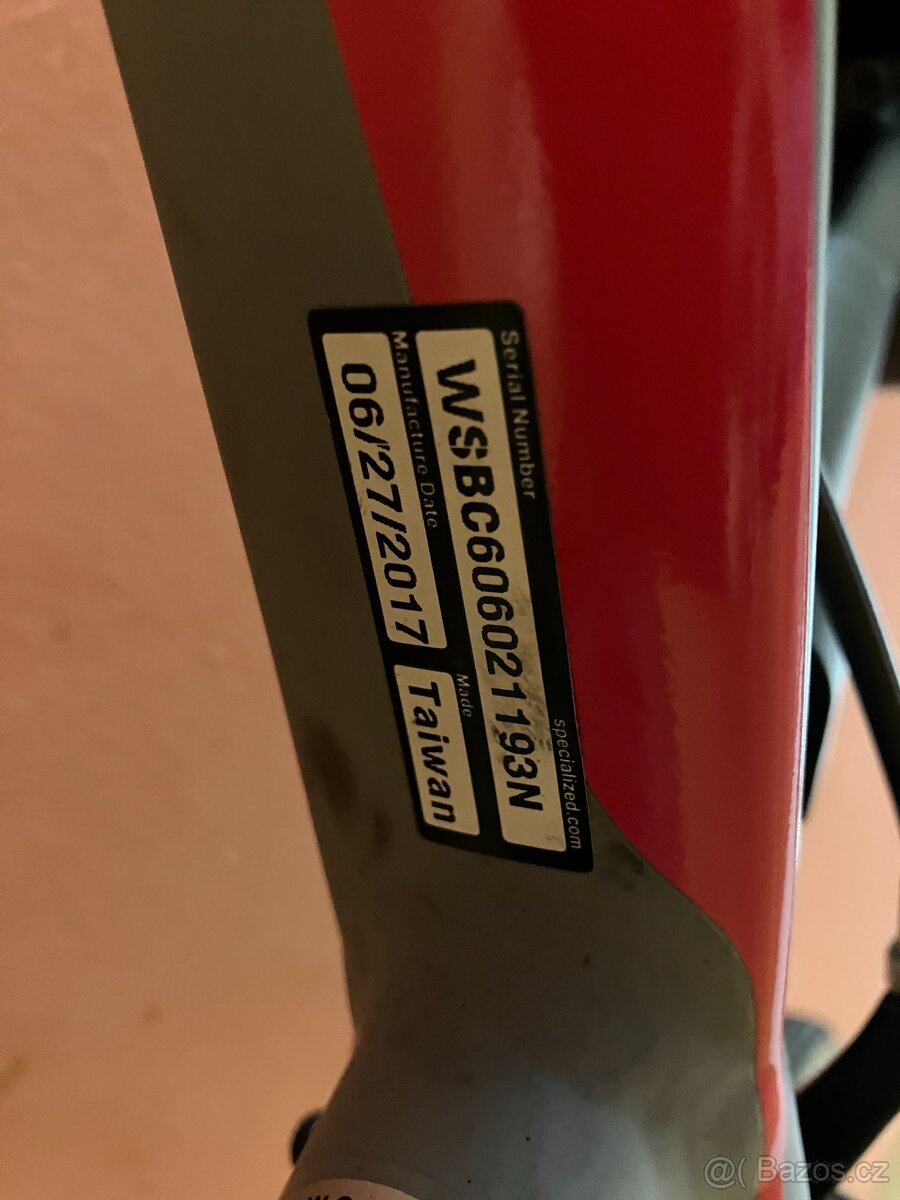 Serial Number
specialized.com
WSBC606021193N
Manufacture Date
Made
06/27/2017
Taiwan
@( Bazos.cz